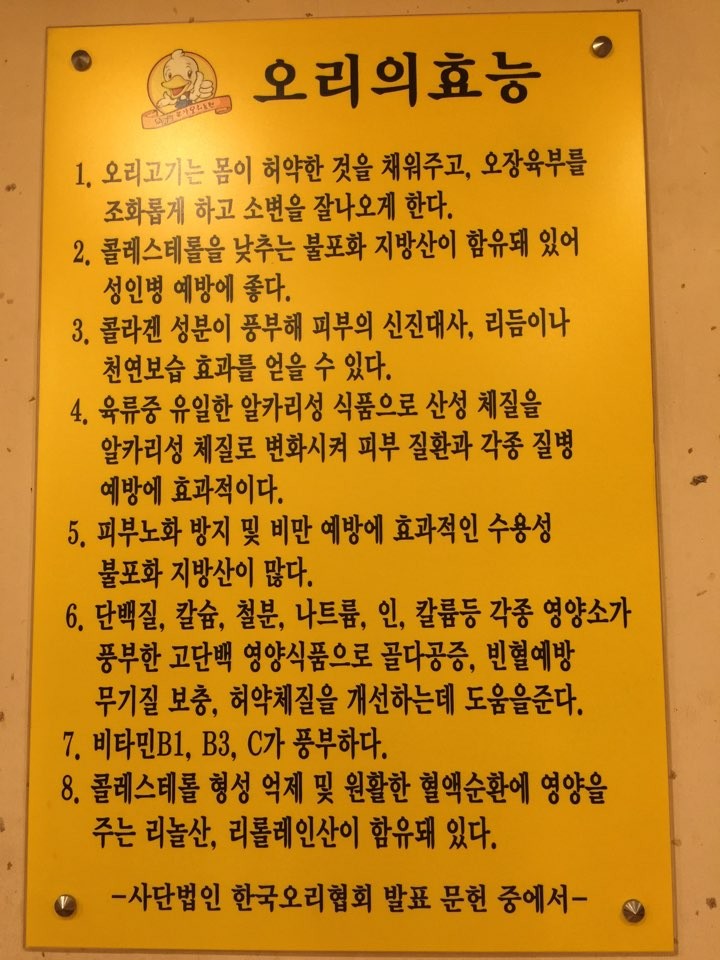 오리의효능
1. 오리고기는 몸이 허약한 것을 채워주고, 오장육부를
조화롭게 하고 소변을 잘나오게 한다.
2. 콜레스테롤을 낮추는 불포화 지방산이 함유돼 있어
성인병 예방에 좋다.
3. 콜라겐 성분이 풍부해 피부의 신진대사, 리듬이나
천연보습 효과를 얻을 수 있다.
4. 육류중 유일한 알카리성 식품으로 산성 체질을
알카리성 체질로 변화시켜 피부 질환과 각종 질병
예방에 효과적이다.
5. 피부노화 방지 및 비만 예방에 효과적인 수용성
불포화 지방산이 많다.
6. 단백질, 칼슘, 철분, 나트륨, 인, 칼륨등 각종 영양소가
풍부한 고단백 영양식품으로 골다공증, 빈혈예방
무기질 보충, 허약체질을 개선하는데 도움을준다.
7. 비타민B1, B3, C가 풍부하다.
8. 콜레스테롤 형성 억제 및 원활한 혈액순환에 영양을
주는 리놀산, 리롤레인산이 함유돼 있다.
-사단법인 한국오리협회 발표 문헌 중에서-